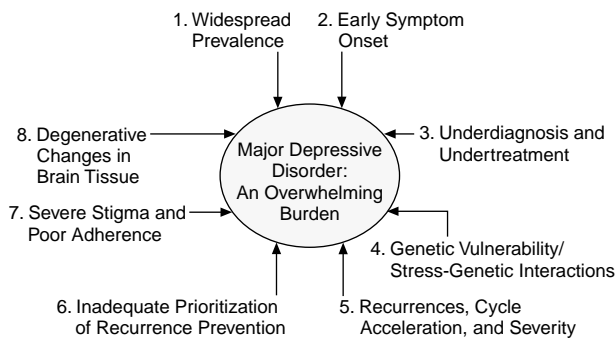 1. Widespread
Prevalence
2. Early Symptom
Onset
3. Underdiagnosis and
Undertreatment
4. Genetic Vulnerability/
Stress-Genetic Interactions
5. Recurrences, Cycle
Acceleration, and Severity
6. Inadequate Prioritization
of Recurrence Prevention
7. Severe Stigma and
Poor Adherence
8. Degenerative
Changes in
Brain Tissue
Major Depressive
Disorder:
An Overwhelming
Burden